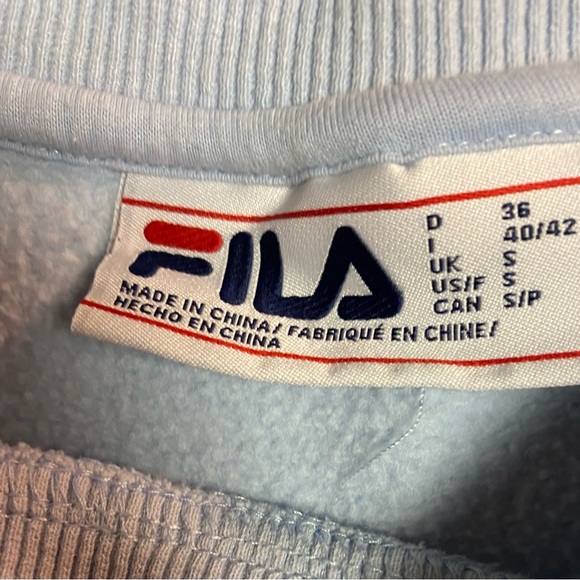 FILA
MADE IN CHINA/ FABRIQUÉ EN CHINE/
HECHO EN CHINA
D 36
I 40/42
UK S
US/F S
CAN S/P